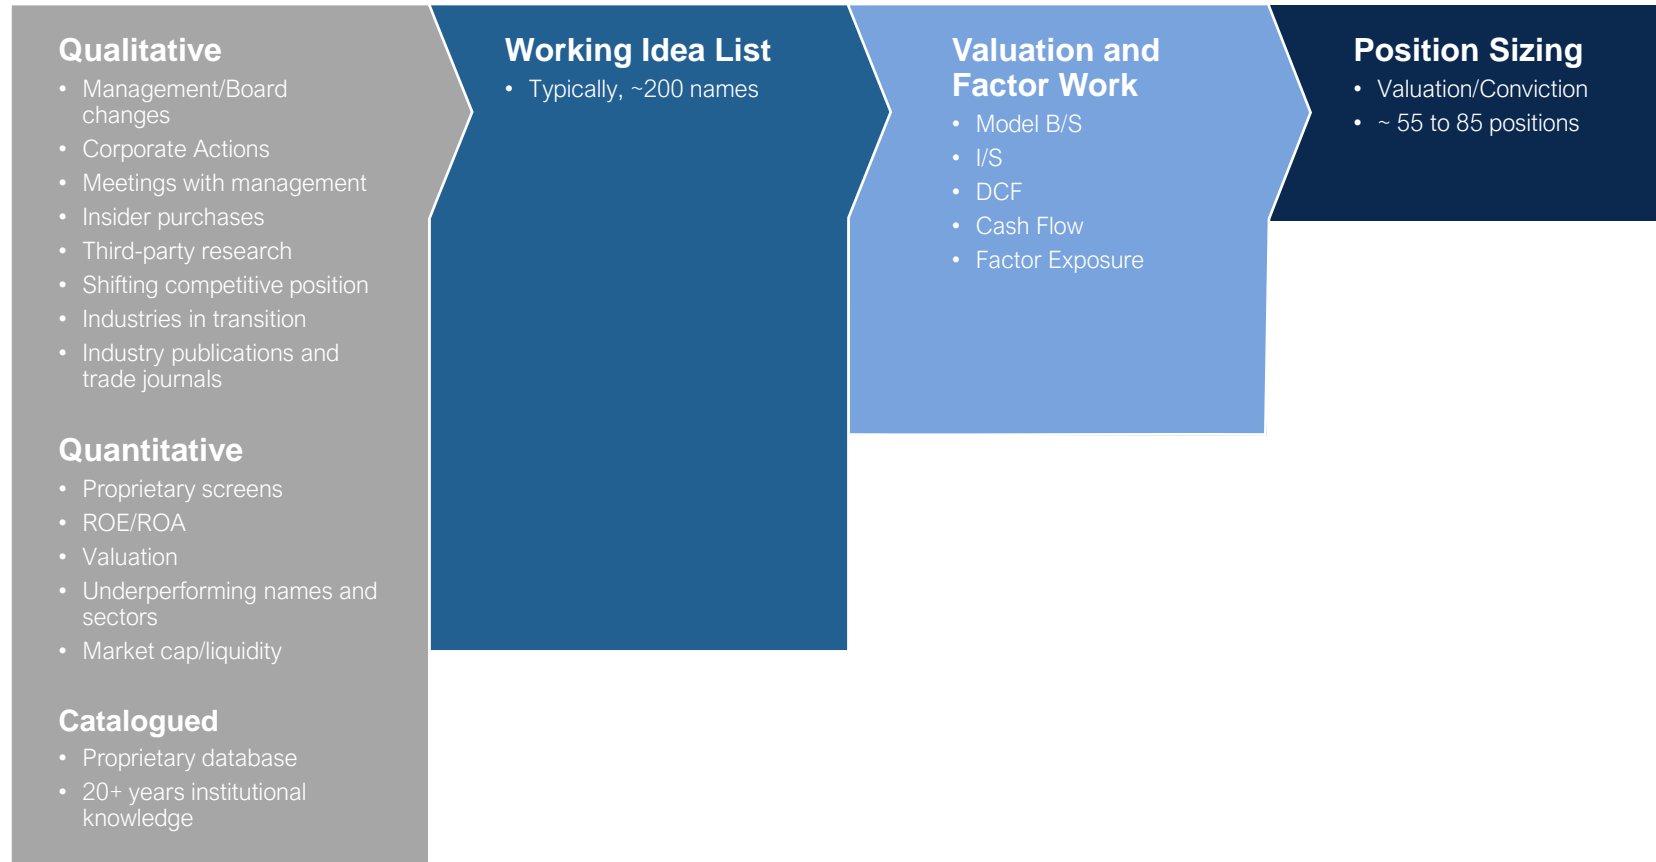 Qualitative
• Management/Board
changes
• Corporate Actions
• Meetings with management
• Insider purchases
• Third-party research
• Shifting competitive position
• Industries in transition
• Industry publications and
trade journals
Quantitative
• Proprietary screens
• ROE/ROA
• Valuation
• Underperforming names and
sectors
• Market cap/liquidity
Catalogued
• Proprietary database
• 20+ years institutional
knowledge
Working Idea List
• Typically, ~200 names
Valuation and
Factor Work
• Model B/S
• I/S
• DCF
• Cash Flow
• Factor Exposure
Position Sizing
• Valuation/Conviction
• ~ 55 to 85 positions